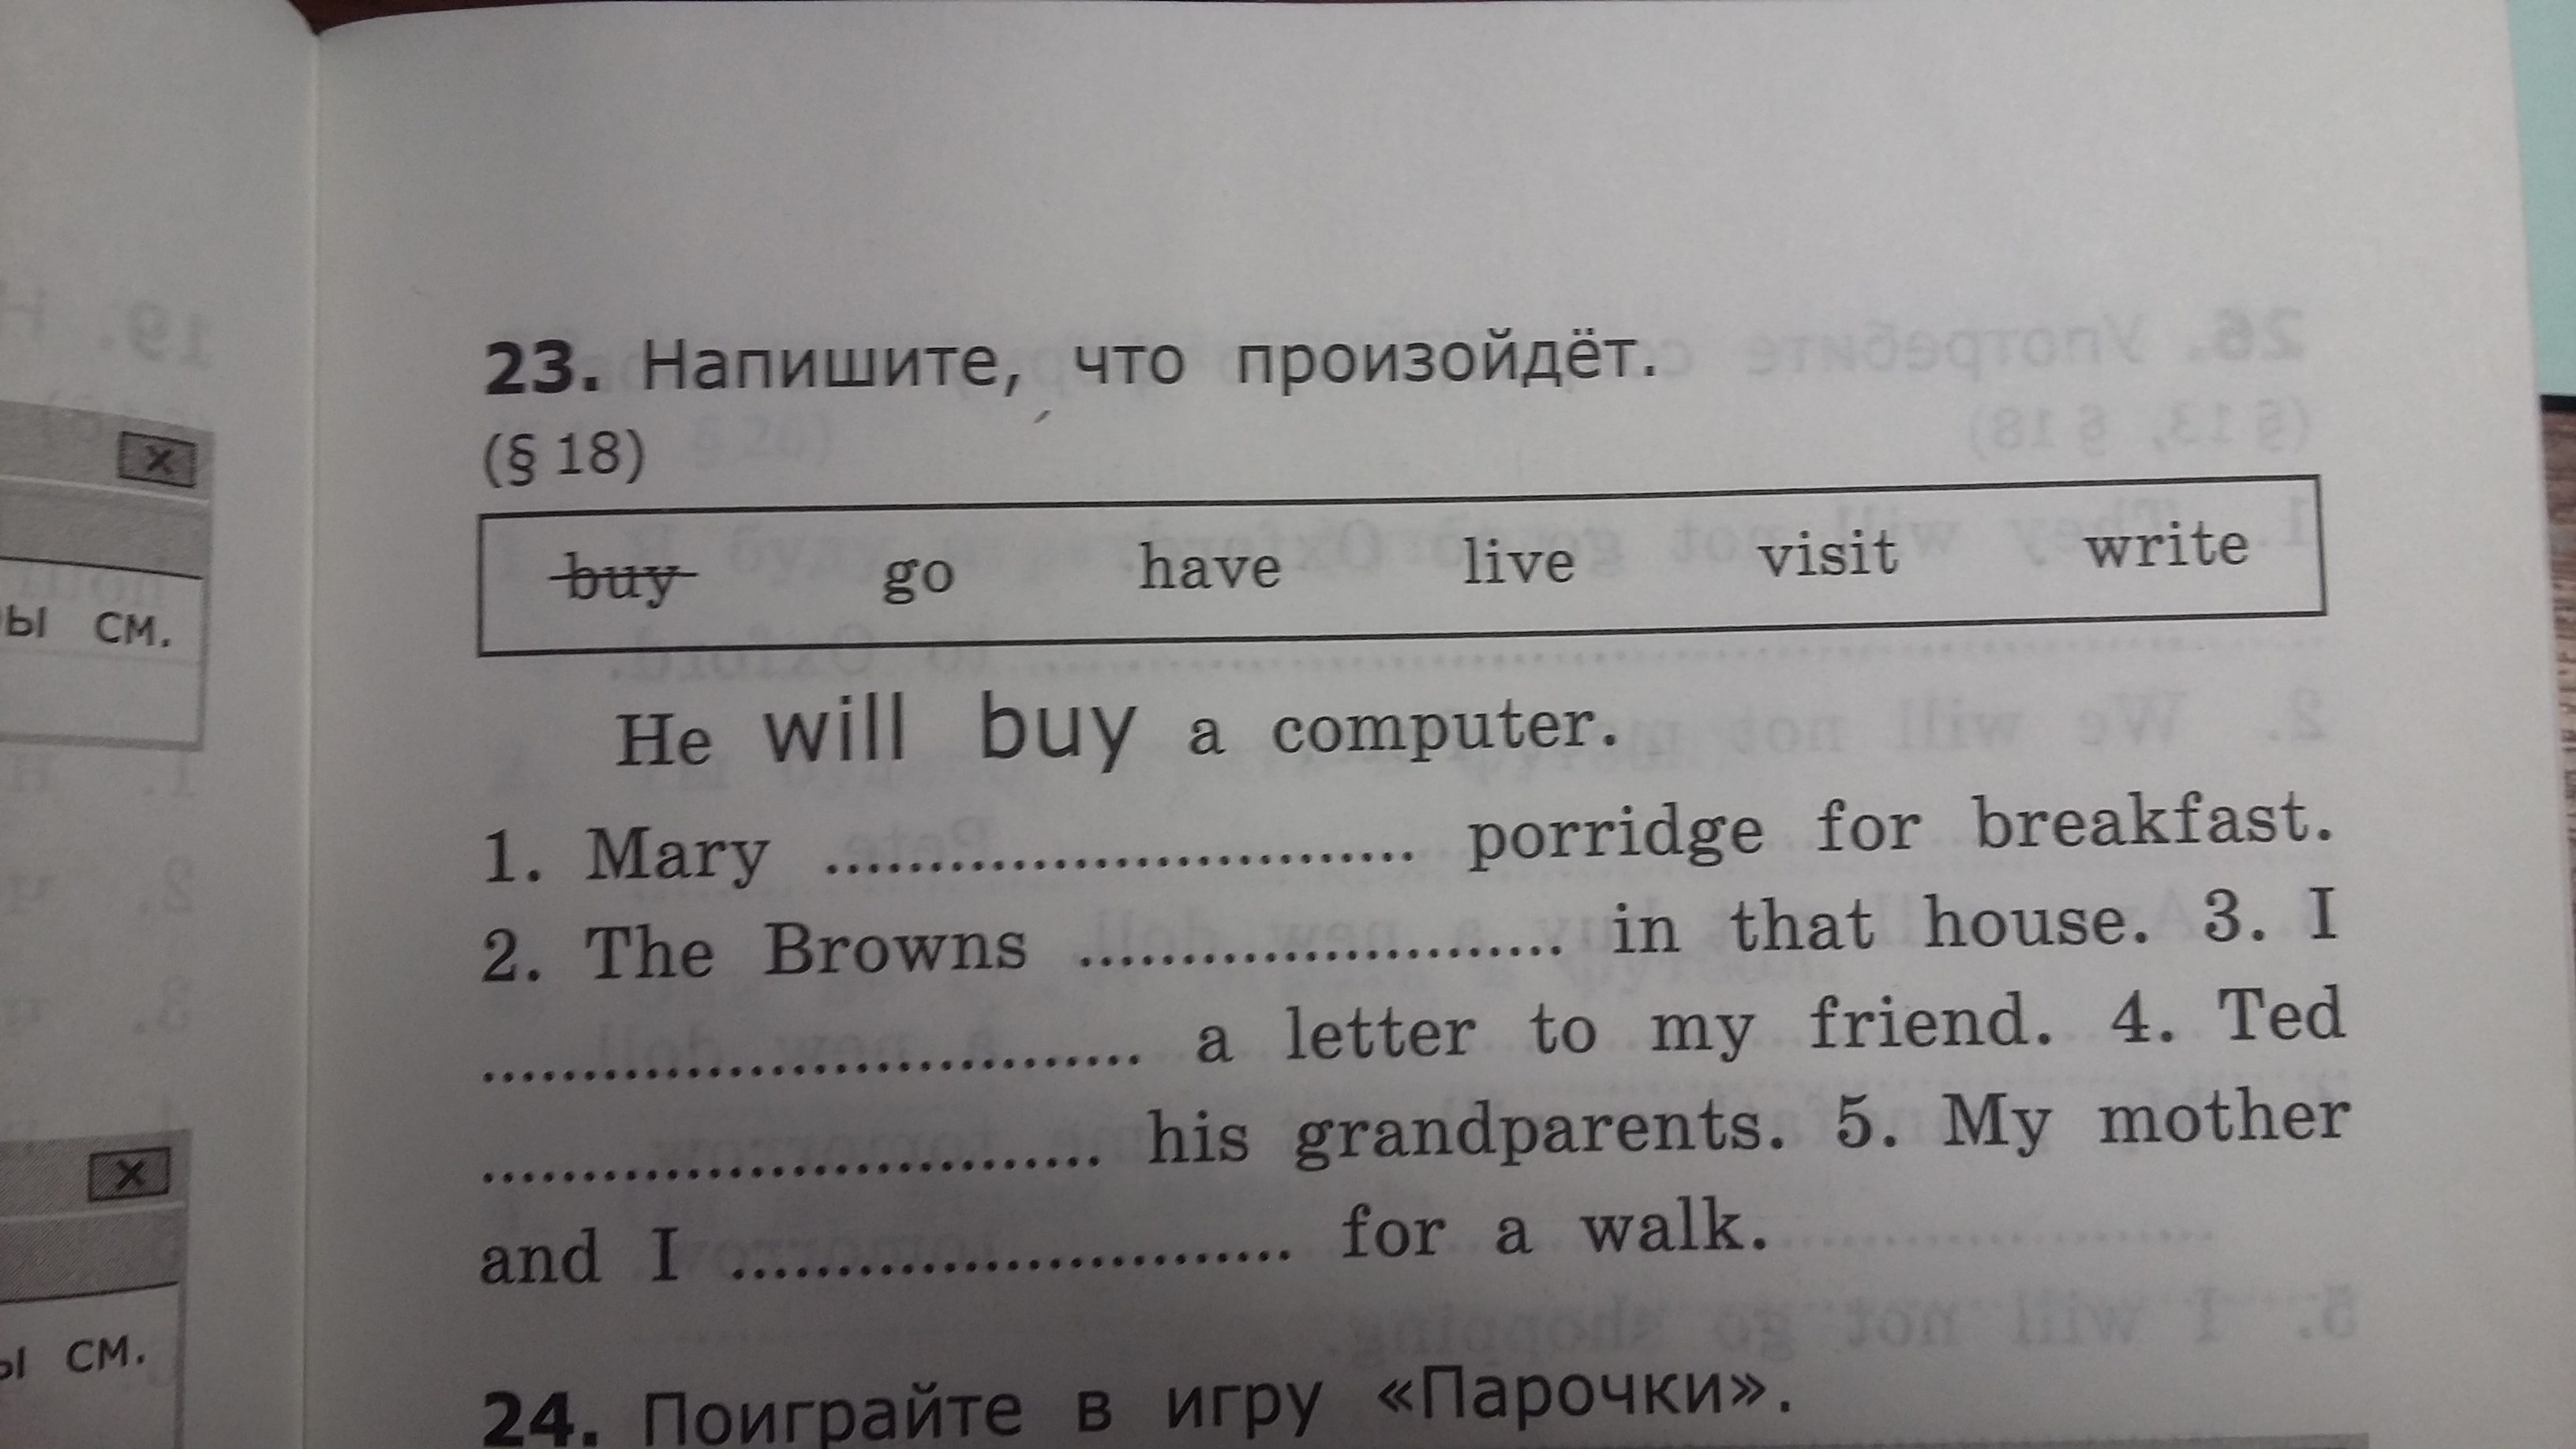 ы см.
ы см.
23. Напишите, что произойдёт.
(§ 18)
buy go have live visit write
He will buy a computer.
1. Mary ............................ porridge for breakfast.
2. The Browns ........................ in that house. 3. I
................................ a letter to my friend. 4. Ted
.............................. his grandparents. 5. My mother
and I ........................... for a walk.
24. Поиграйте в игру «Парочки».